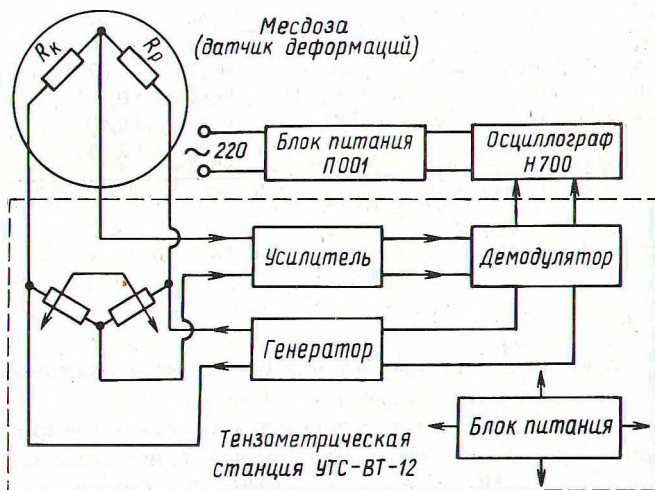 Месдоза
(датчик деформаций)
Rк
Rр
~ 220
Блок питания
П001
Осциллограф
Н700
Усилитель
Демодулятор
Генератор
Блок питания
Тензометрическая
станция УТС-ВТ-12